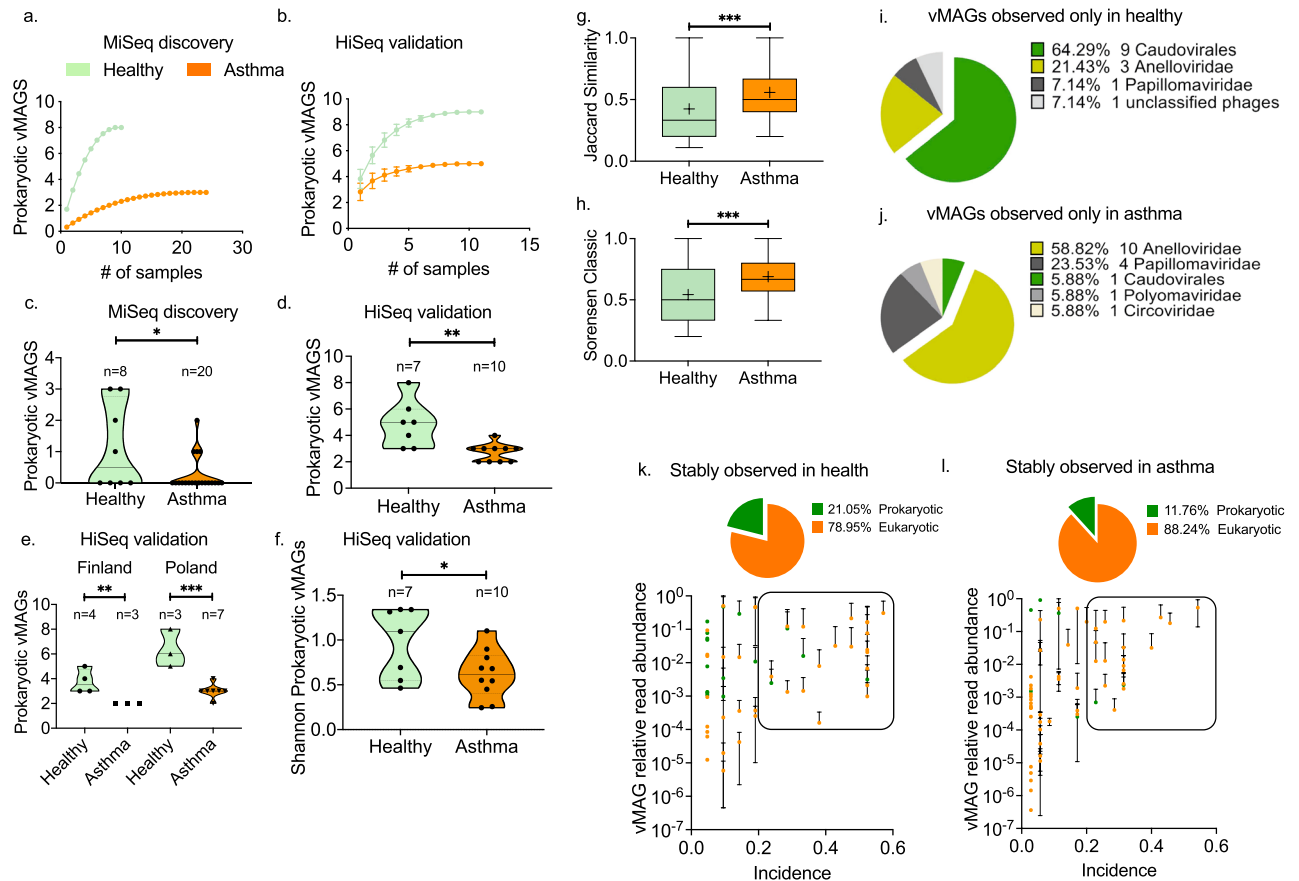 a.
MiSeq discovery
Healthy
Asthma
Prokaryotic vMAGS
10
8
6
4
2
0
0
10
20
30
# of samples
b.
HiSeq validation
Prokaryotic vMAGS
10
8
6
4
2
0
0
5
10
15
# of samples
c.
MiSeq discovery
*
n=8
n=20
Prokaryotic vMAGS
4
3
2
1
0
Healthy
Asthma
d.
HiSeq validation
**
n=7
n=10
Prokaryotic vMAGS
10
8
6
4
2
0
Healthy
Asthma
e.
HiSeq validation
Finland
Poland
**
***
n=4
n=3
n=3
n=7
Prokaryotic vMAGs
10
8
6
4
2
0
Healthy
Asthma
Healthy
Asthma
f.
HiSeq validation
*
n=7
n=10
Shannon Prokaryotic vMAGs
1.5
1.0
0.5
0.0
Healthy
Asthma
g.
***
Jaccard Similarity
1.0
0.5
0.0
Healthy
Asthma
h.
***
Sorensen Classic
1.0
0.5
0.0
Healthy
Asthma
i.
vMAGs observed only in healthy
64.29% 9 Caudovirales
21.43% 3 Anelloviridae
7.14% 1 Papillomaviridae
7.14% 1 unclassified phages
j.
vMAGs observed only in asthma
58.82% 10 Anelloviridae
23.53% 4 Papillomaviridae
5.88% 1 Caudovirales
5.88% 1 Polyomaviridae
5.88% 1 Circoviridae
k.
Stably observed in health
21.05% Prokaryotic
78.95% Eukaryotic
vMAG relative read abundance
10⁰
10⁻¹
10⁻²
10⁻³
10⁻⁴
10⁻⁵
10⁻⁶
10⁻⁷
0.0
0.2
0.4
0.6
Incidence
l.
Stably observed in asthma
11.76% Prokaryotic
88.24% Eukaryotic
vMAG relative read abundance
10⁰
10⁻¹
10⁻²
10⁻³
10⁻⁴
10⁻⁵
10⁻⁶
10⁻⁷
0.0
0.2
0.4
0.6
Incidence